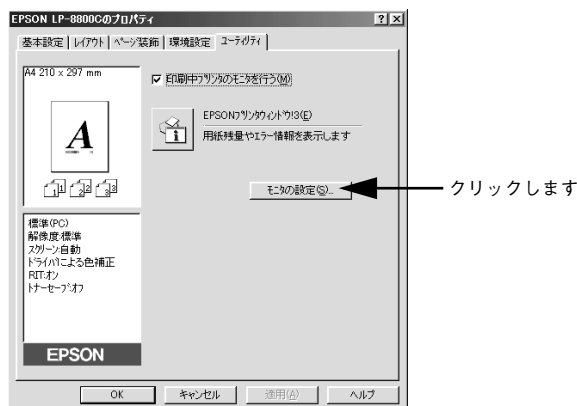 EPSON LP-8800Cのプロパティ
基本設定 レイアウト ページ装飾 環境設定 ユーティリティ
A4 210 x 297 mm
印刷中プリンタのモニタを行う(M)
EPSONプリンタウィンドウ!3(E)
用紙残量やエラー情報を表示します
A
1 1 2 2 3 3
モニタの設定(S)...
クリックします
標準(PC)
解像度:標準
スクリーン:自動
ドライバによる色補正
RIT:オン
トナーセーブ:オフ
EPSON
OK キャンセル 適用(A) ヘルプ